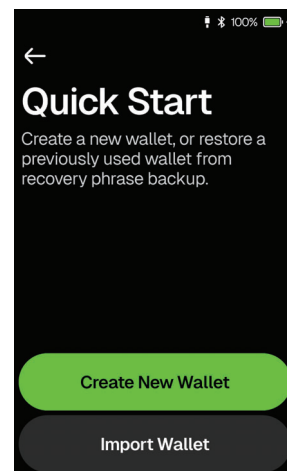 100%
Quick Start
Create a new wallet, or restore a
previously used wallet from
recovery phrase backup.
Create New Wallet
Import Wallet